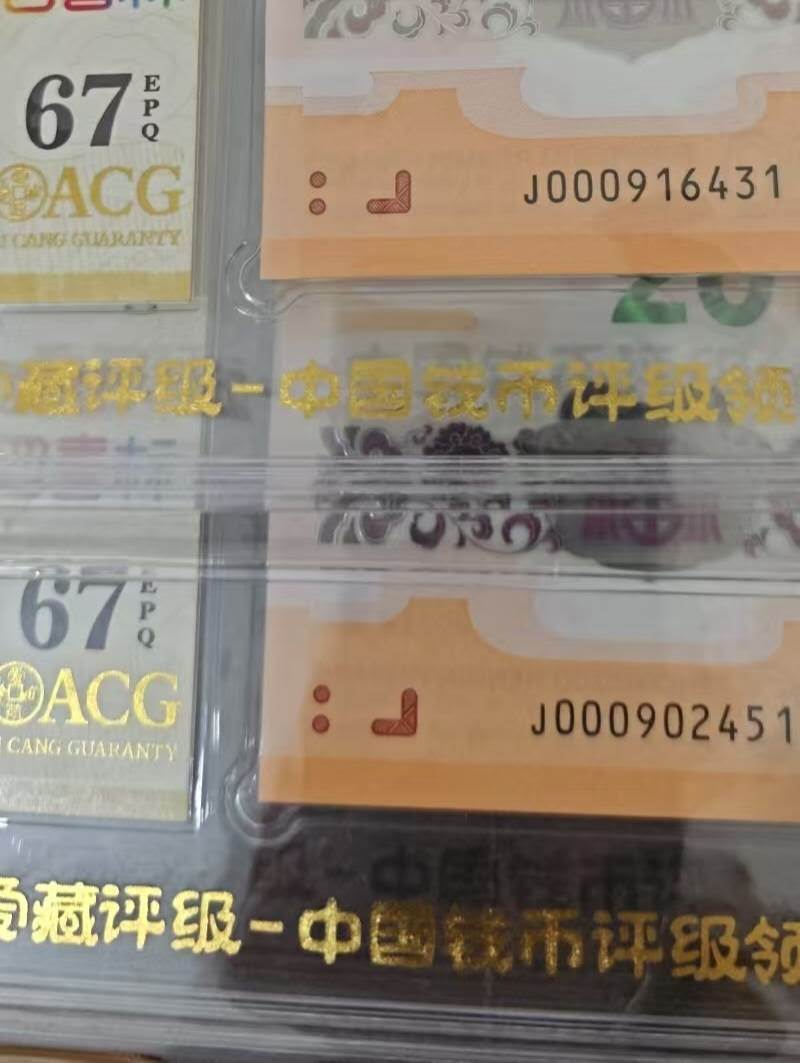 67 EPQ
ACG
CANG GUARANTY
J000916431
20
藏评级-中国钱币评级领
67 EPQ
ACG
CANG GUARANTY
J000902451
爱藏评级-中国钱币评级领